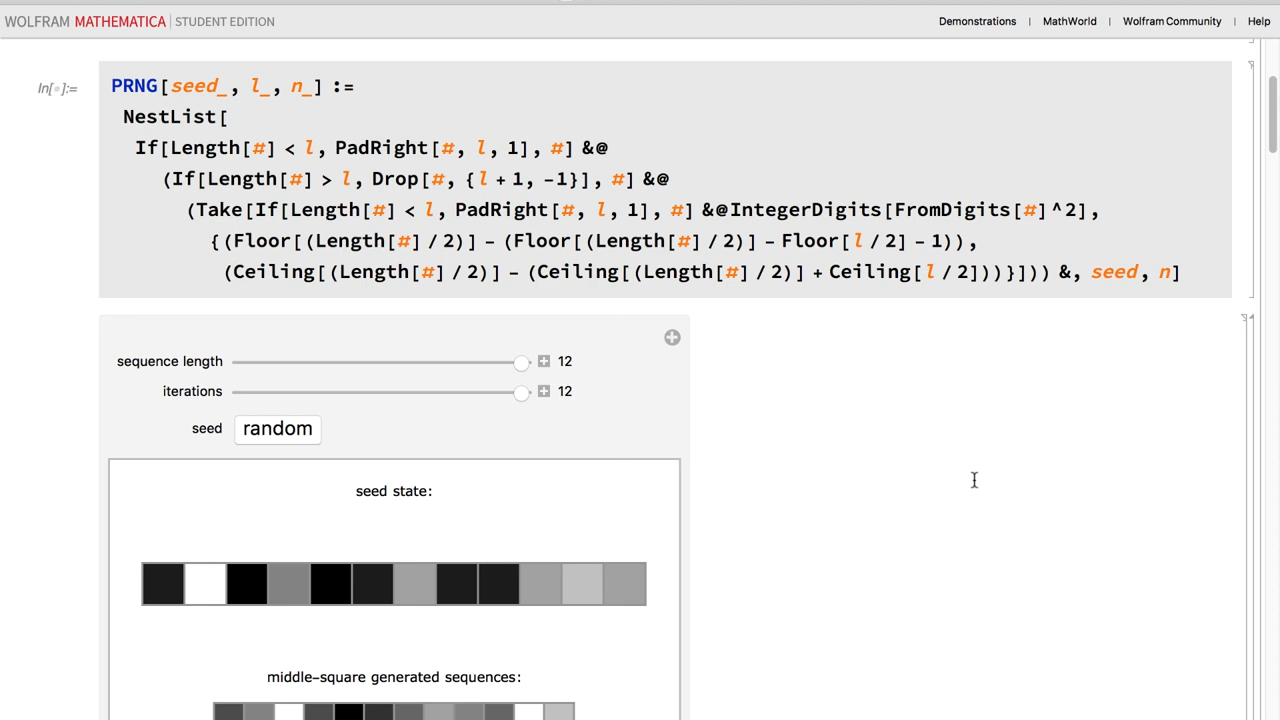 WOLFRAM MATHEMATICA | STUDENT EDITION Demonstrations | MathWorld | Wolfram Community | Help
In[•]:= PRNG[seed_, l_, n_] :=
NestList[
If[Length[#] < l, PadRight[#, l, 1], #] &@
(If[Length[#] > l, Drop[#, {l + 1, -1}], #] &@
(Take[If[Length[#] < l, PadRight[#, l, 1], #] &@IntegerDigits[FromDigits[#]^2],
{(Floor[(Length[#] / 2)] - (Floor[(Length[#] / 2)] - Floor[l / 2] - 1)),
(Ceiling[(Length[#] / 2)] - (Ceiling[(Length[#] / 2)] + Ceiling[l / 2]))}])) &, seed, n]
sequence length 12
iterations 12
seed random
seed state:
middle-square generated sequences: